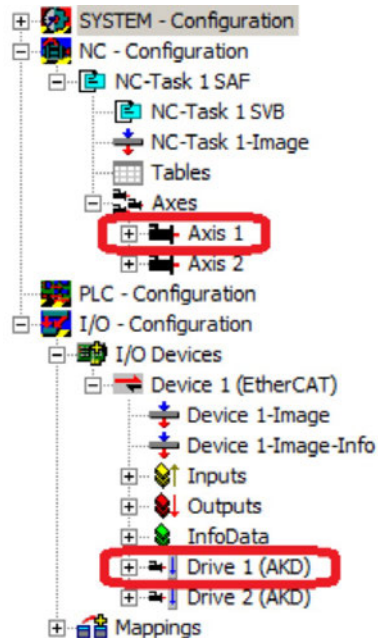 SYSTEM - Configuration
NC - Configuration
NC-Task 1 SAF
NC-Task 1 SVB
NC-Task 1-Image
Tables
Axes
Axis 1
Axis 2
PLC - Configuration
I/O - Configuration
I/O Devices
Device 1 (EtherCAT)
Device 1-Image
Device 1-Image-Info
Inputs
Outputs
InfoData
Drive 1 (AKD)
Drive 2 (AKD)
Mappings